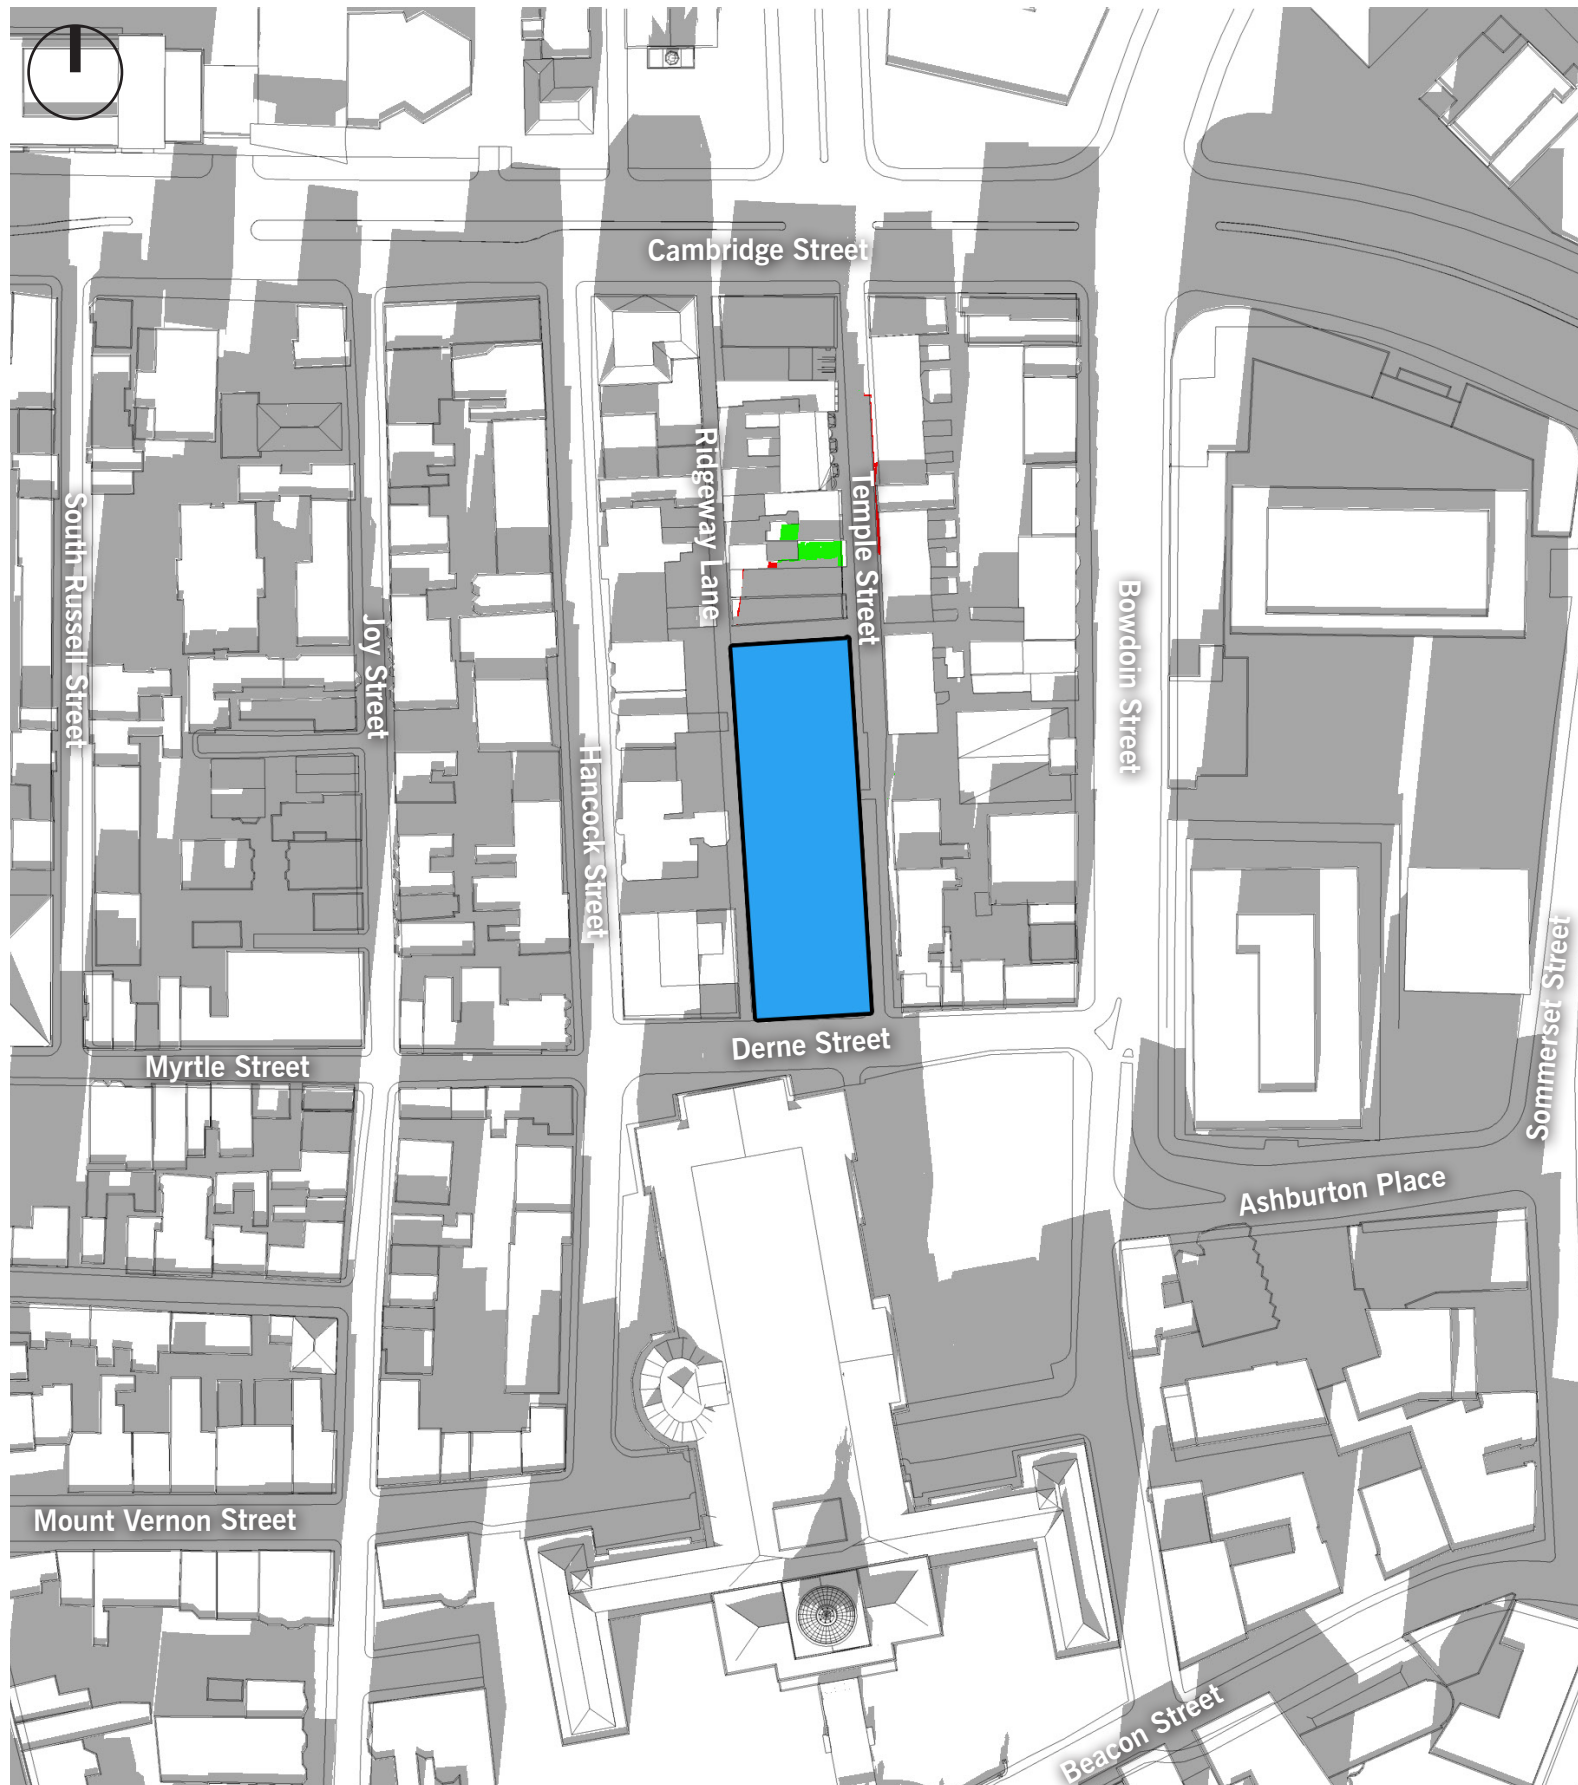 Cambridge Street
Ridgeway Lane
Temple Street
South Russell Street
Joy Street
Bowdoin Street
Hancock Street
Sommerset Street
Derne Street
Myrtle Street
Ashburton Place
Mount Vernon Street
Beacon Street